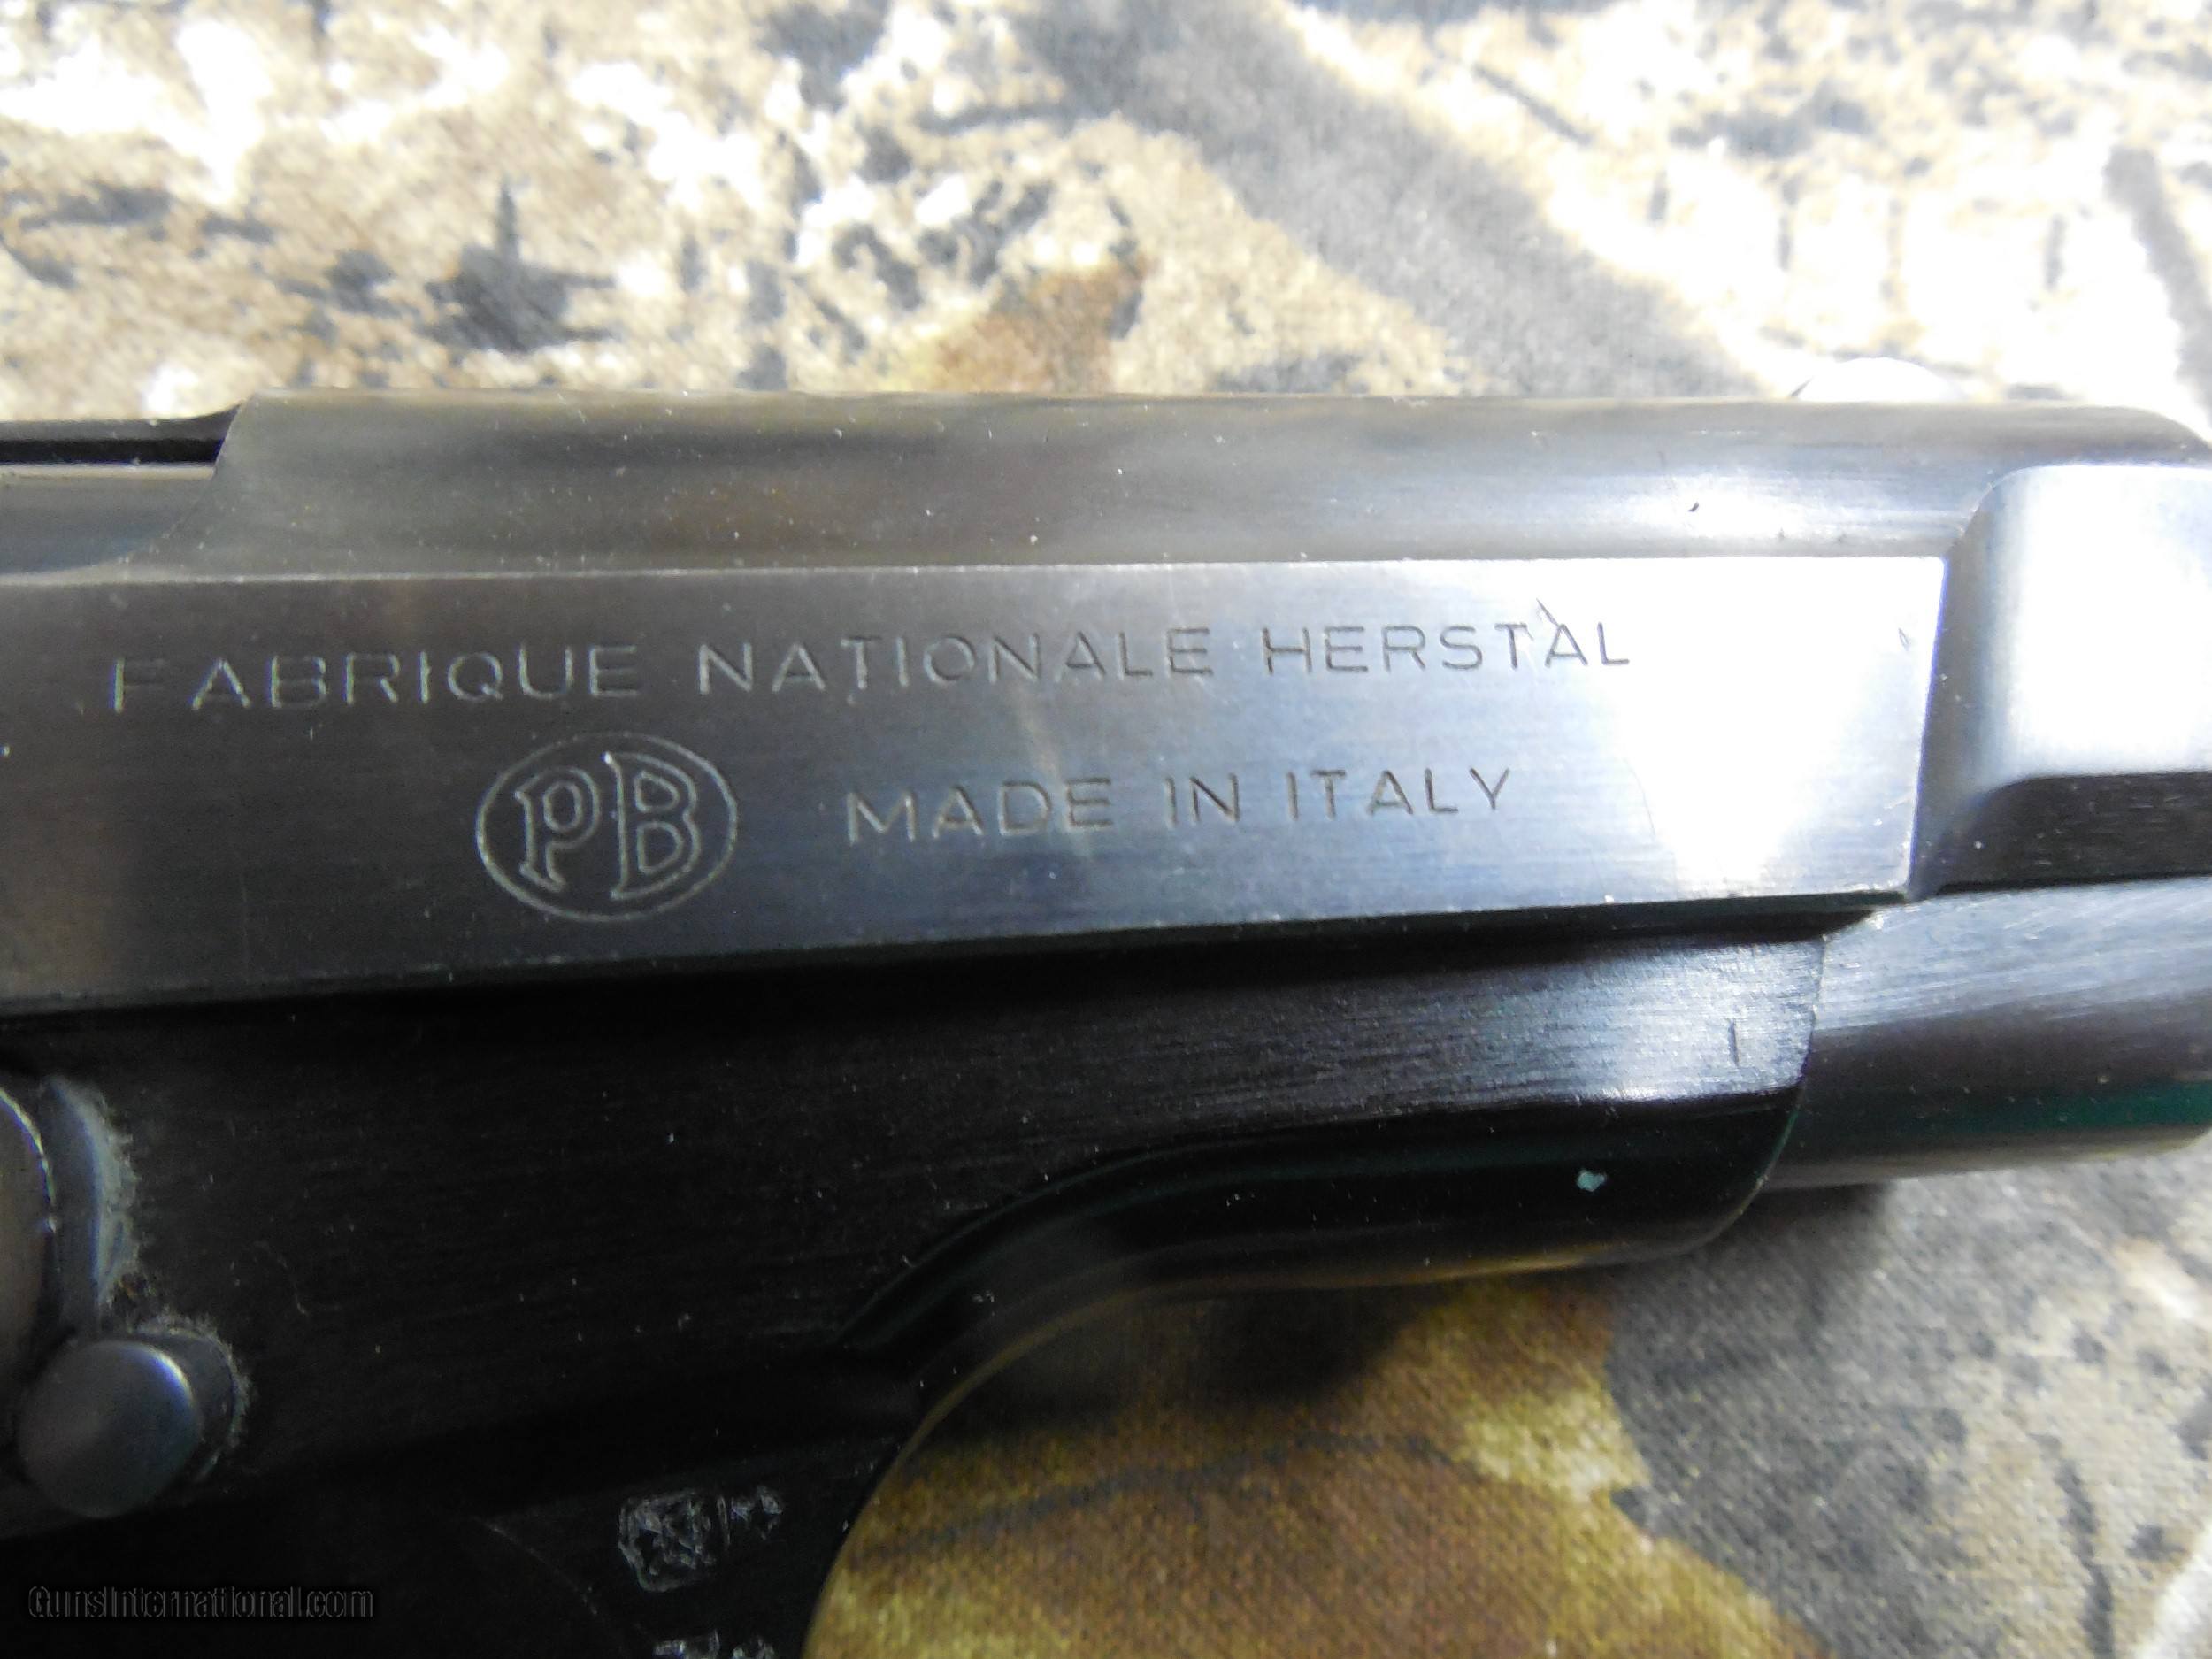 FABRIQUE NATIONALE HERSTAL
PB MADE IN ITALY
GunsInternational.com